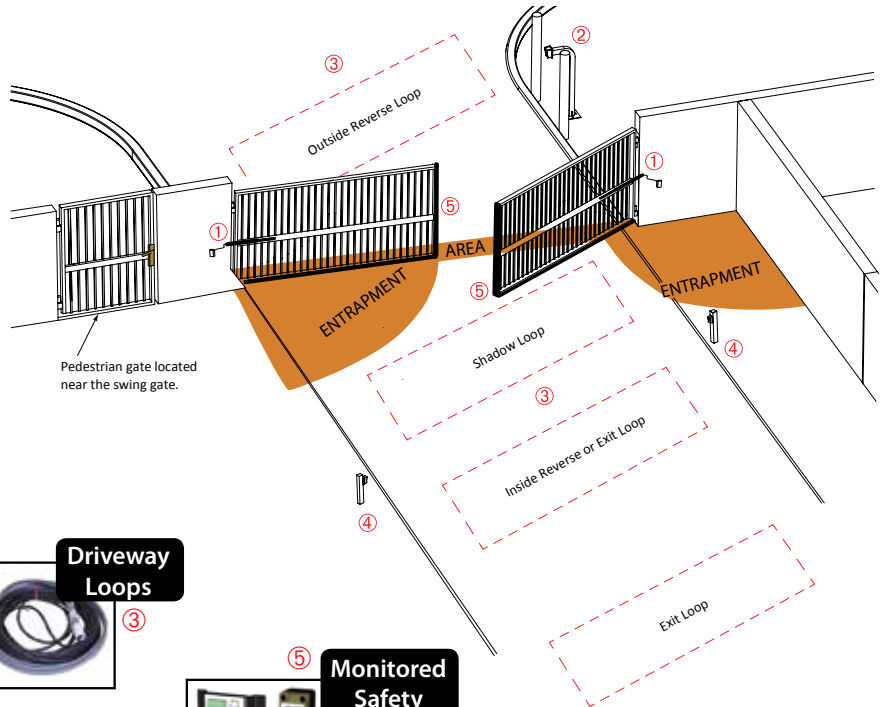 ③
②
Outside Reverse Loop
①
①
⑤
AREA
ENTRAPMENT
ENTRAPMENT
⑤
Shadow Loop
④
Pedestrian gate located
near the swing gate.
③
Inside Reverse or Exit Loop
④
Driveway
Loops
③
Exit Loop
⑤
Monitored
Safety